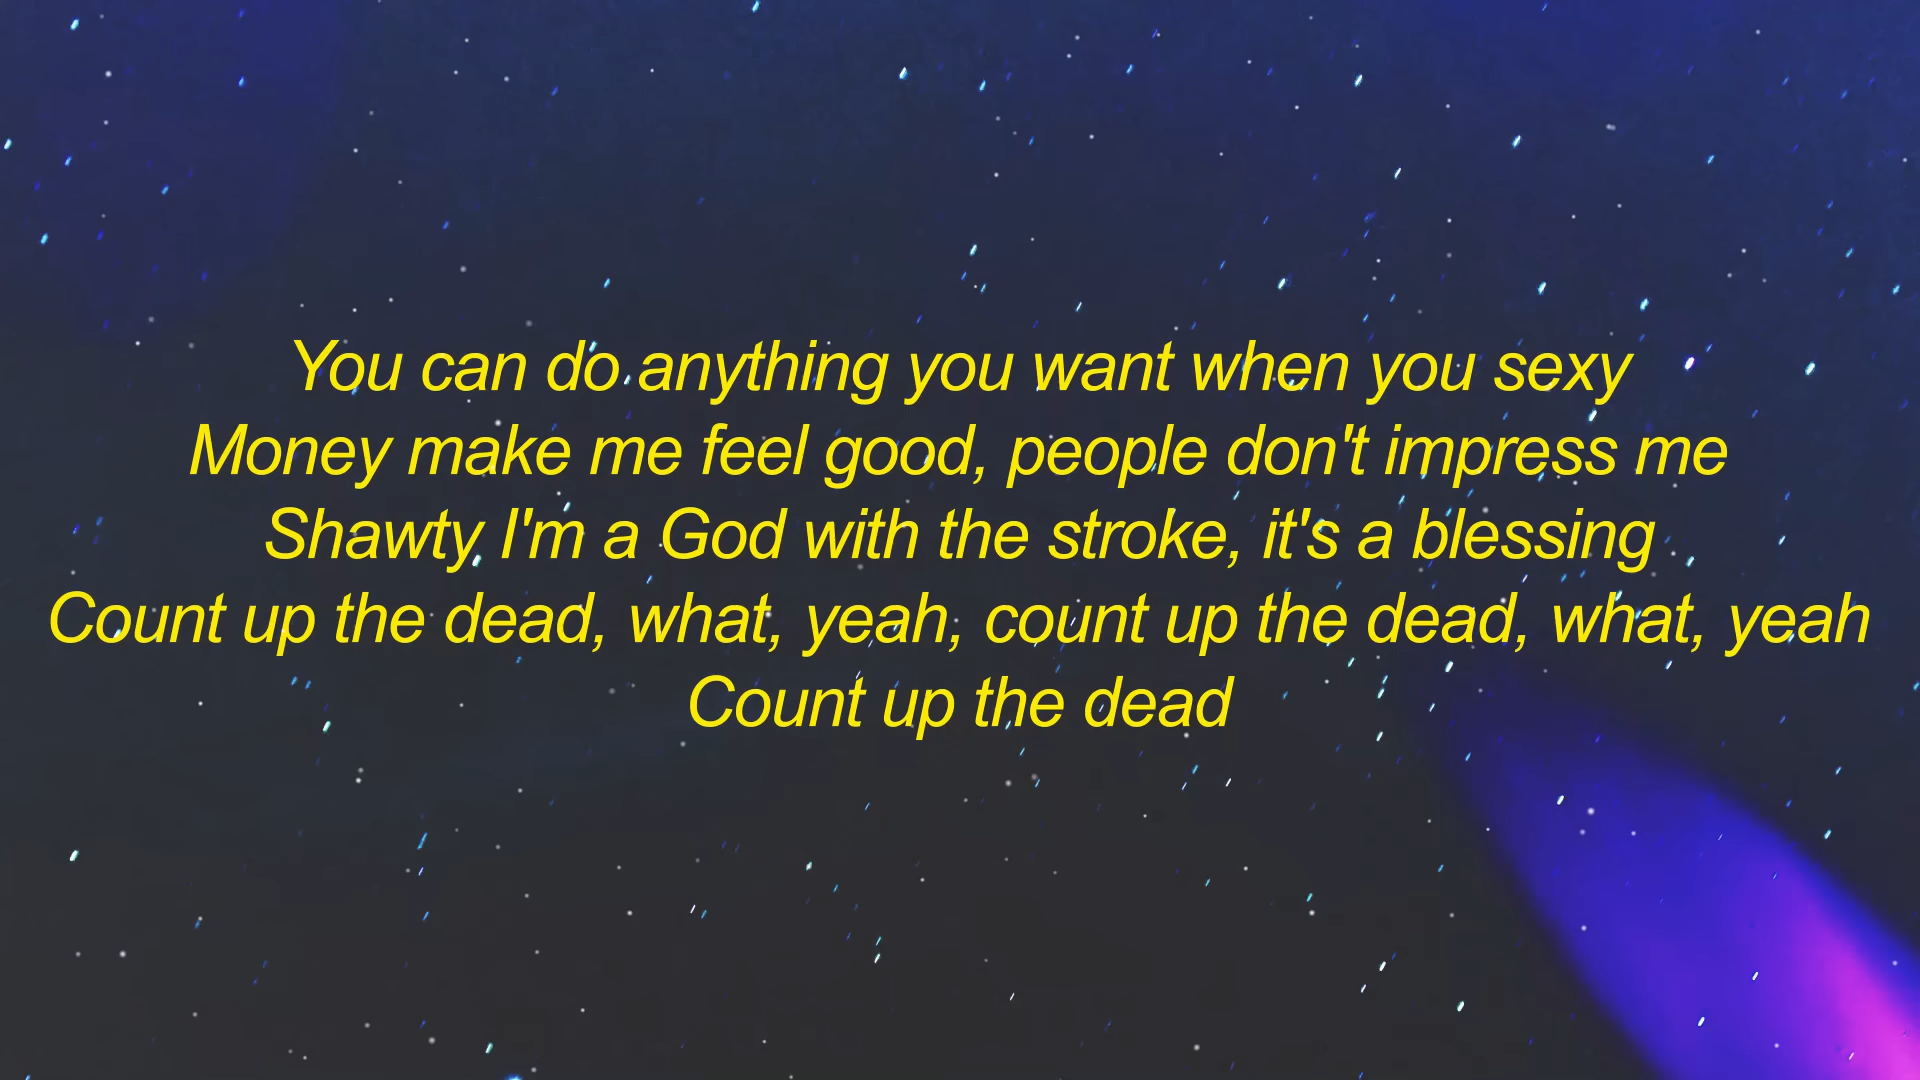 You can do anything you want when you sexy
Money make me feel good, people don't impress me
Shawty I'm a God with the stroke, it's a blessing
Count up the dead, what, yeah, count up the dead, what, yeah
Count up the dead